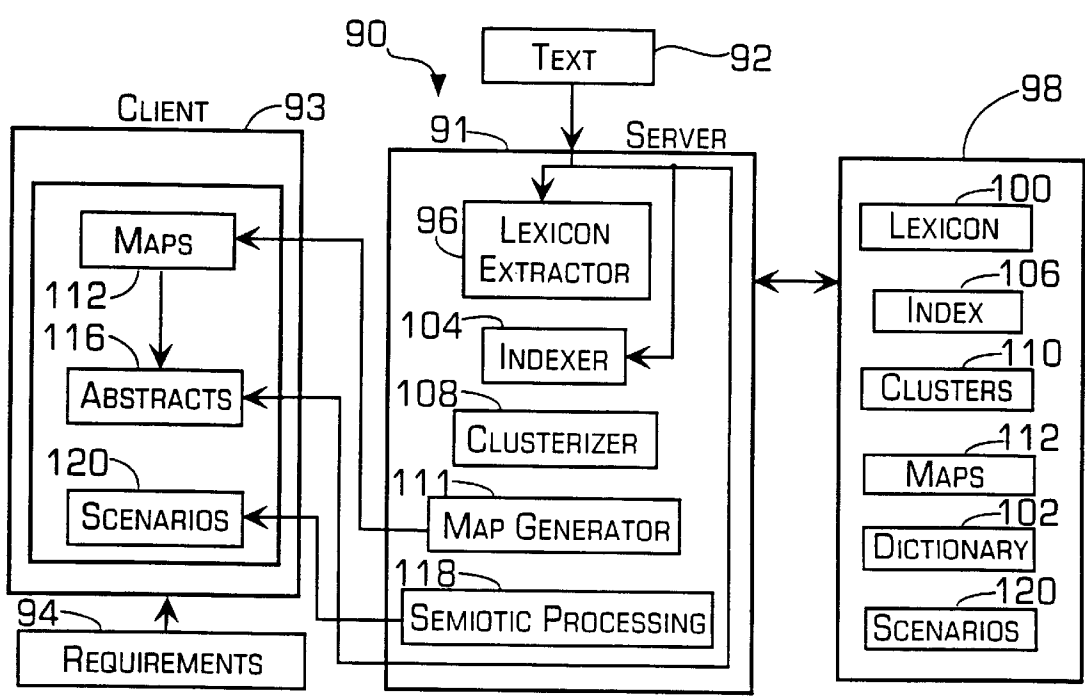 90
TEXT
92
CLIENT
93
91
SERVER
98
MAPS
112
116
ABSTRACTS
120
SCENARIOS
94
REQUIREMENTS
96
LEXICON
EXTRACTOR
104
INDEXER
108
CLUSTERIZER
111
MAP GENERATOR
118
SEMIOTIC PROCESSING
100
LEXICON
106
INDEX
110
CLUSTERS
112
MAPS
102
DICTIONARY
120
SCENARIOS